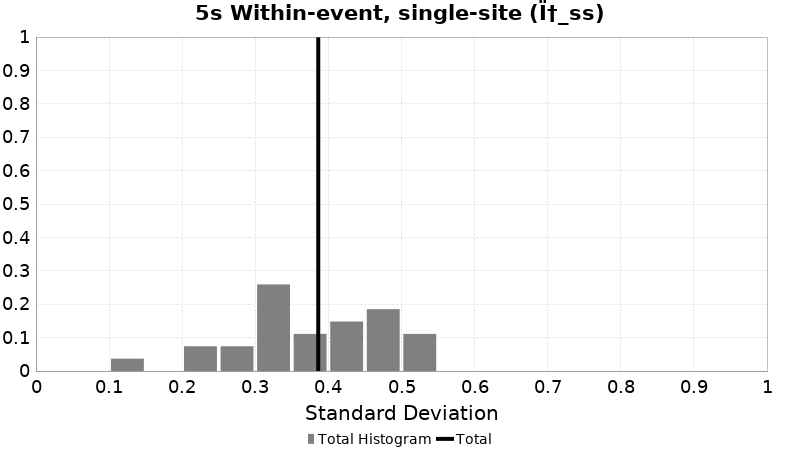 5s Within-event, single-site (Ï†_ss)
1
0.9
0.8
0.7
0.6
0.5
0.4
0.3
0.2
0.1
0
0 0.1 0.2 0.3 0.4 0.5 0.6 0.7 0.8 0.9 1
Standard Deviation
Total Histogram Total